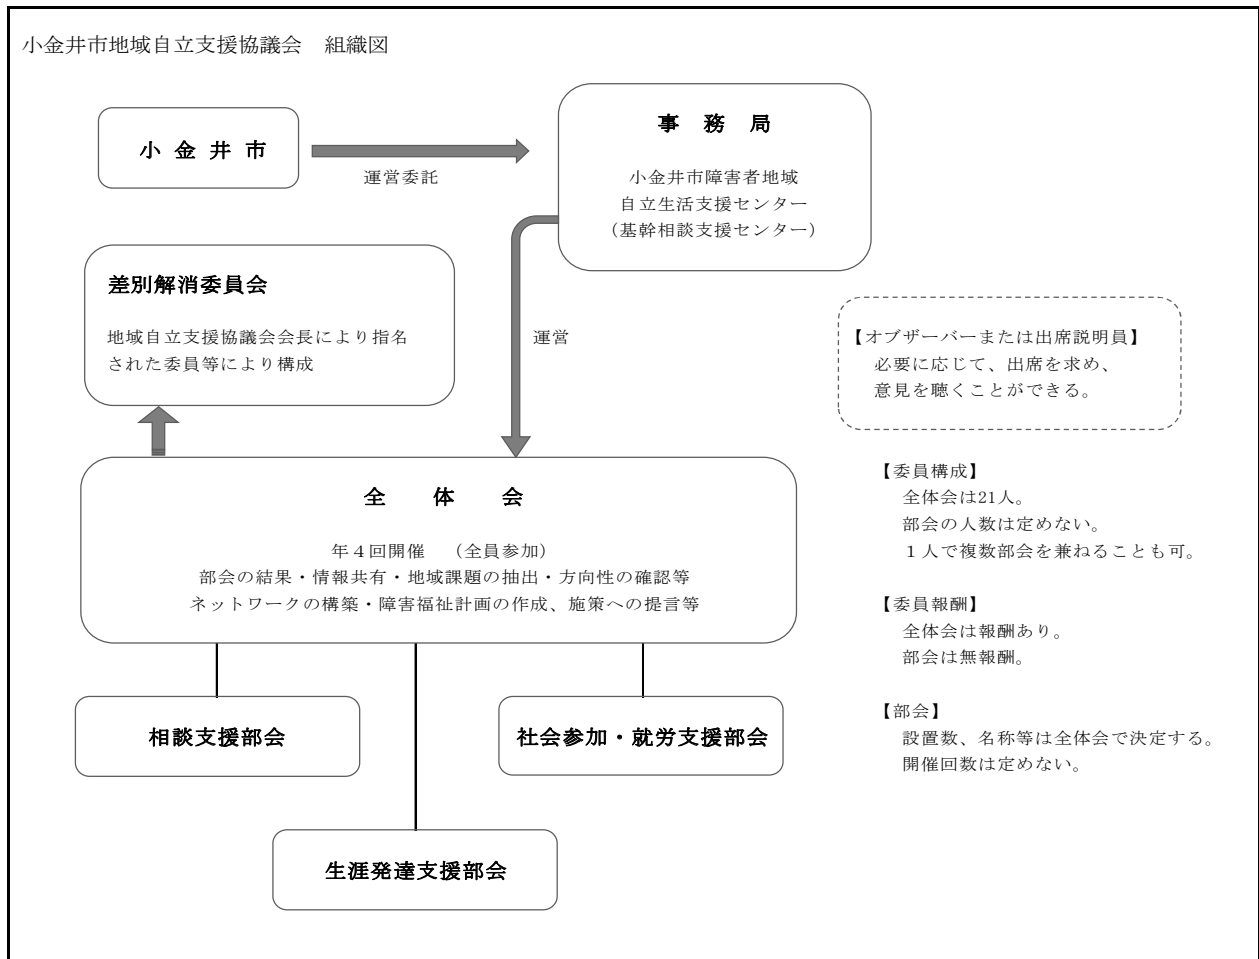 小金井市地域自立支援協議会　組織図
小 金 井 市
運営委託
事　務　局
小金井市障害者地域
自立生活支援センター
（基幹相談支援センター）
差別解消委員会
地域自立支援協議会会長により指名
された委員等により構成
運営
【オブザーバーまたは出席説明員】
必要に応じて、出席を求め、
意見を聴くことができる。
全　体　会
年４回開催　（全員参加）
部会の結果・情報共有・地域課題の抽出・方向性の確認等
ネットワークの構築・障害福祉計画の作成、施策への提言等
【委員構成】
全体会は21人。
部会の人数は定めない。
１人で複数部会を兼ねることも可。
【委員報酬】
全体会は報酬あり。
部会は無報酬。
【部会】
設置数、名称等は全体会で決定する。
開催回数は定めない。
相談支援部会
社会参加・就労支援部会
生涯発達支援部会